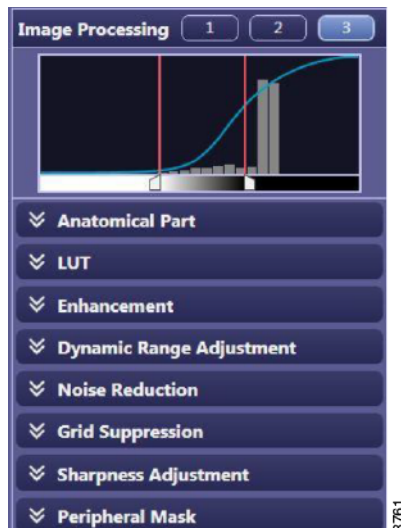 Image Processing 1 2 3
Anatomical Part
LUT
Enhancement
Dynamic Range Adjustment
Noise Reduction
Grid Suppression
Sharpness Adjustment
Peripheral Mask